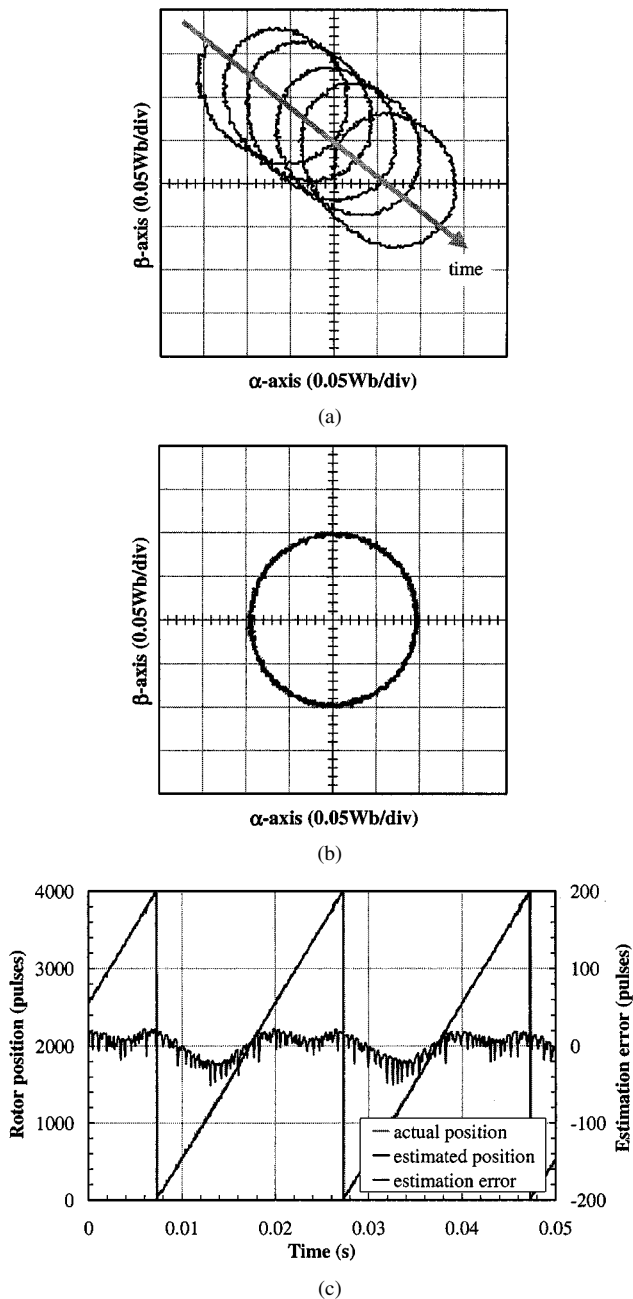 β-axis (0.05Wb/div)
time
α-axis (0.05Wb/div)
(a)
β-axis (0.05Wb/div)
α-axis (0.05Wb/div)
(b)
Rotor position (pulses)
4000
3000
2000
1000
0
200
100
0
-100
-200
Estimation error (pulses)
actual position
estimated position
estimation error
0
0.01
0.02
0.03
0.04
0.05
Time (s)
(c)